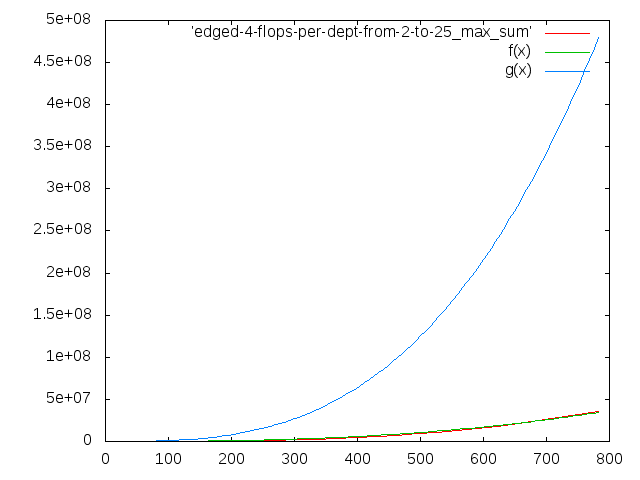 5e+08
4.5e+08
4e+08
3.5e+08
3e+08
2.5e+08
2e+08
1.5e+08
1e+08
5e+07
0
'edged-4-flops-per-dept-from-2-to-25_max_sum'
f(x)
g(x)
0 100 200 300 400 500 600 700 800